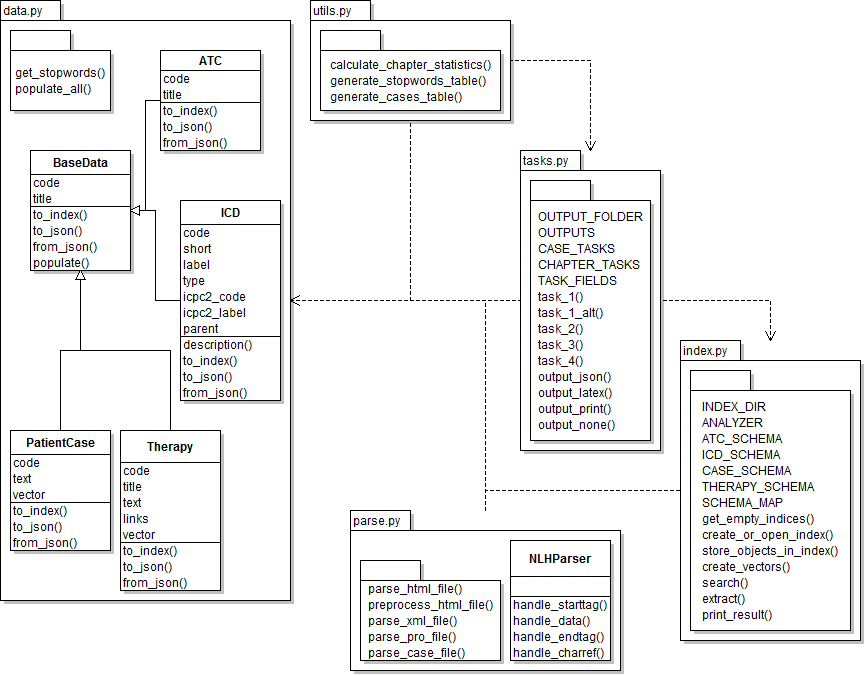 data.py
get_stopwords()
populate_all()
ATC
code
title
to_index()
to_json()
from_json()
BaseData
code
title
to_index()
to_json()
from_json()
populate()
ICD
code
short
label
type
icpc2_code
icpc2_label
parent
description()
to_index()
to_json()
from_json()
PatientCase
code
text
vector
to_index()
to_json()
from_json()
Therapy
code
title
text
links
vector
to_index()
to_json()
from_json()
utils.py
calculate_chapter_statistics()
generate_stopwords_table()
generate_cases_table()
tasks.py
OUTPUT_FOLDER
OUTPUTS
CASE_TASKS
CHAPTER_TASKS
TASK_FIELDS
task_1()
task_1_alt()
task_2()
task_3()
task_4()
output_json()
output_latex()
output_print()
output_none()
index.py
INDEX_DIR
ANALYZER
ATC_SCHEMA
ICD_SCHEMA
CASE_SCHEMA
THERAPY_SCHEMA
SCHEMA_MAP
get_empty_indices()
create_or_open_index()
store_objects_in_index()
create_vectors()
search()
extract()
print_result()
parse.py
parse_html_file()
preprocess_html_file()
parse_xml_file()
parse_pro_file()
parse_case_file()
NLHParser
handle_starttag()
handle_data()
handle_endtag()
handle_charref()